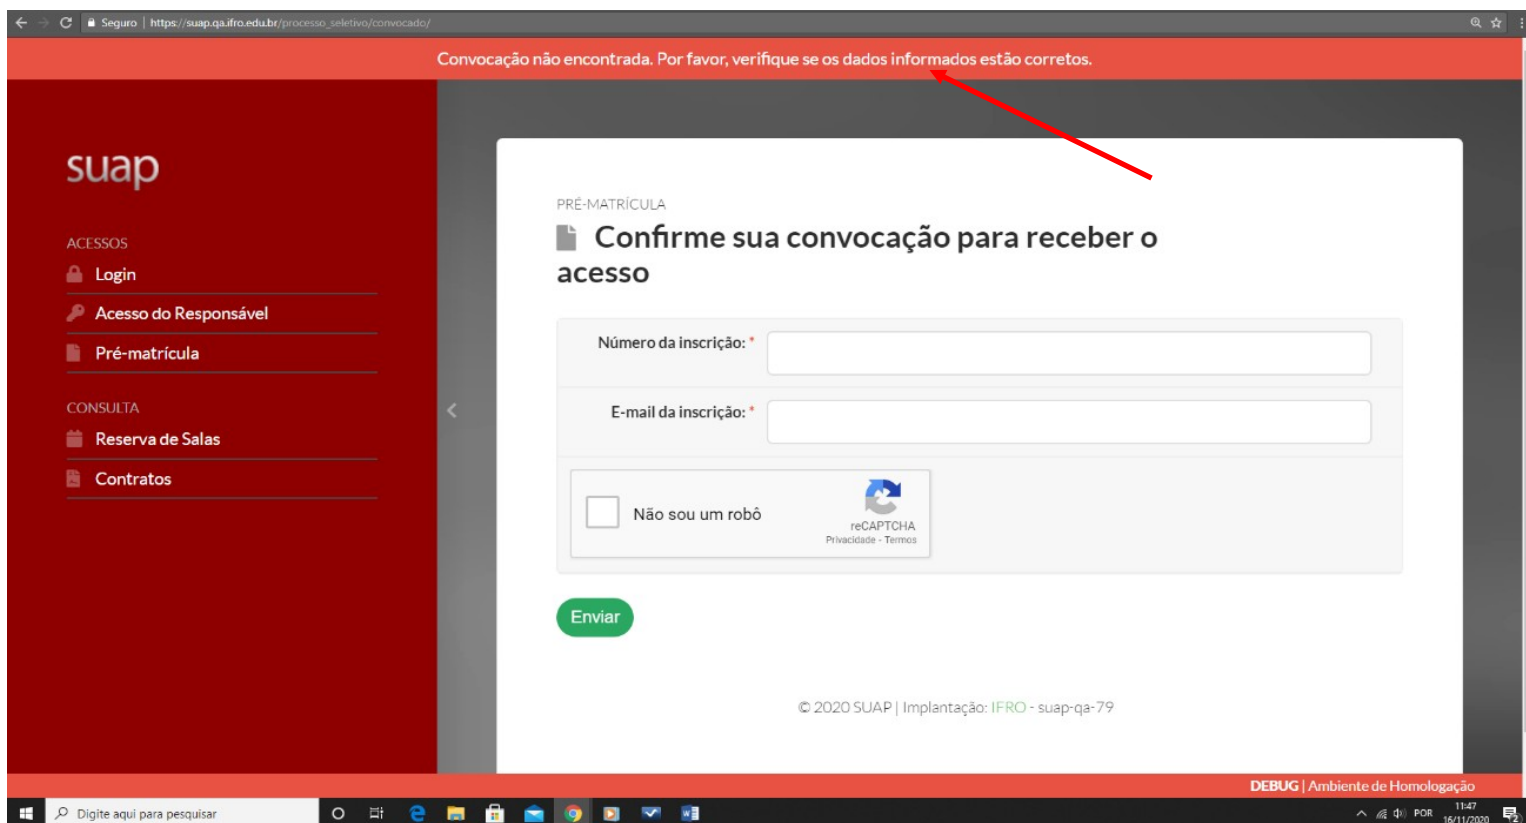 Seguro | https://suap.qa.ifro.edu.br/processo_seletivo/convocado/
Convocação não encontrada. Por favor, verifique se os dados informados estão corretos.
suap
ACESSOS
Login
Acesso do Responsável
Pré-matrícula
CONSULTA
Reserva de Salas
Contratos
PRÉ-MATRÍCULA
Confirme sua convocação para receber o
acesso
Número da inscrição: *
E-mail da inscrição: *
Não sou um robô
reCAPTCHA
Privacidade - Termos
Enviar
© 2020 SUAP | Implantação: IFRO - suap-qa-79
DEBUG | Ambiente de Homologação
Digite aqui para pesquisar
POR
11:47
16/11/2020